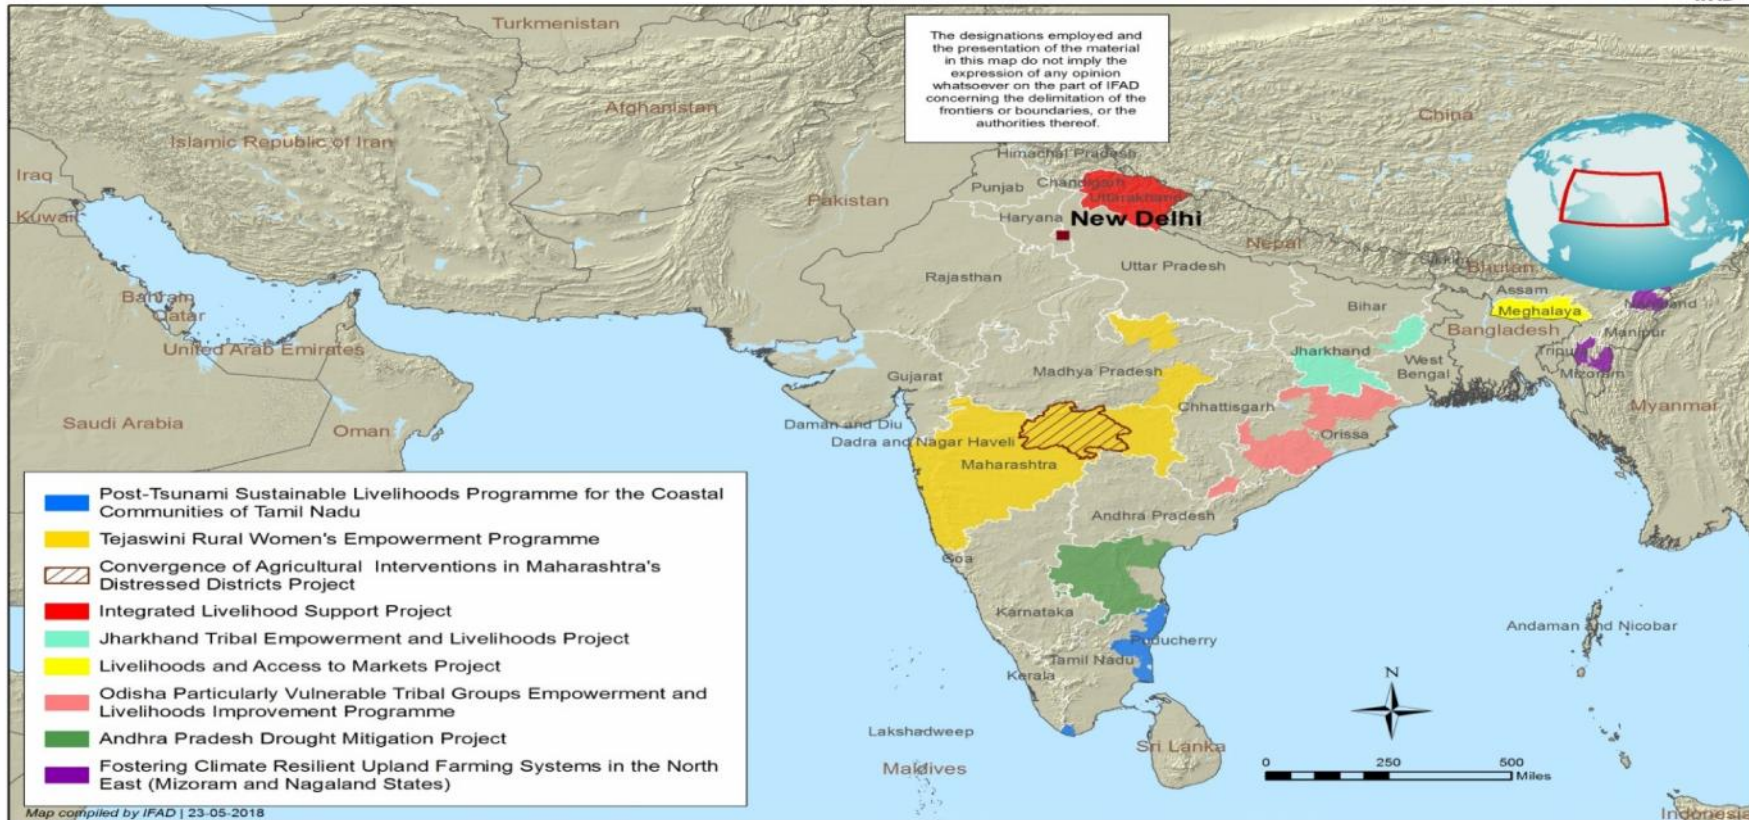 Turkmenistan
The designations employed and
the presentation of the material
in this map do not imply the
expression of any opinion
whatsoever on the part of IFAD
concerning the delimitation of the
frontiers or boundaries, or the
authorities thereof.
Afghanistan
China
Islamic Republic of Iran
Himachal Pradesh
Iraq
Punjab
Chandigarh
Uttarakhand
Pakistan
Kuwait
Haryana
New Delhi
Nepal
Rajasthan
Uttar Pradesh
Sikkim
Bhutan
Assam
Bahrain
Qatar
Bihar
Meghalaya
Nagaland
Bangladesh
Manipur
United Arab Emirates
Jharkhand
West
Bengal
Tripura
Mizoram
Gujarat
Madhya Pradesh
Chhattisgarh
Myanmar
Saudi Arabia
Oman
Daman and Diu
Dadra and Nagar Haveli
Orissa
Maharashtra
Andhra Pradesh
Goa
Karnataka
Puducherry
Andaman and Nicobar
Tamil Nadu
Kerala
Lakshadweep
Sri Lanka
Maldives
N
0 250 500
Miles
Indonesia
Post-Tsunami Sustainable Livelihoods Programme for the Coastal
Communities of Tamil Nadu
Tejaswini Rural Women's Empowerment Programme
Convergence of Agricultural Interventions in Maharashtra's
Distressed Districts Project
Integrated Livelihood Support Project
Jharkhand Tribal Empowerment and Livelihoods Project
Livelihoods and Access to Markets Project
Odisha Particularly Vulnerable Tribal Groups Empowerment and
Livelihoods Improvement Programme
Andhra Pradesh Drought Mitigation Project
Fostering Climate Resilient Upland Farming Systems in the North
East (Mizoram and Nagaland States)
Map compiled by IFAD | 23-05-2018